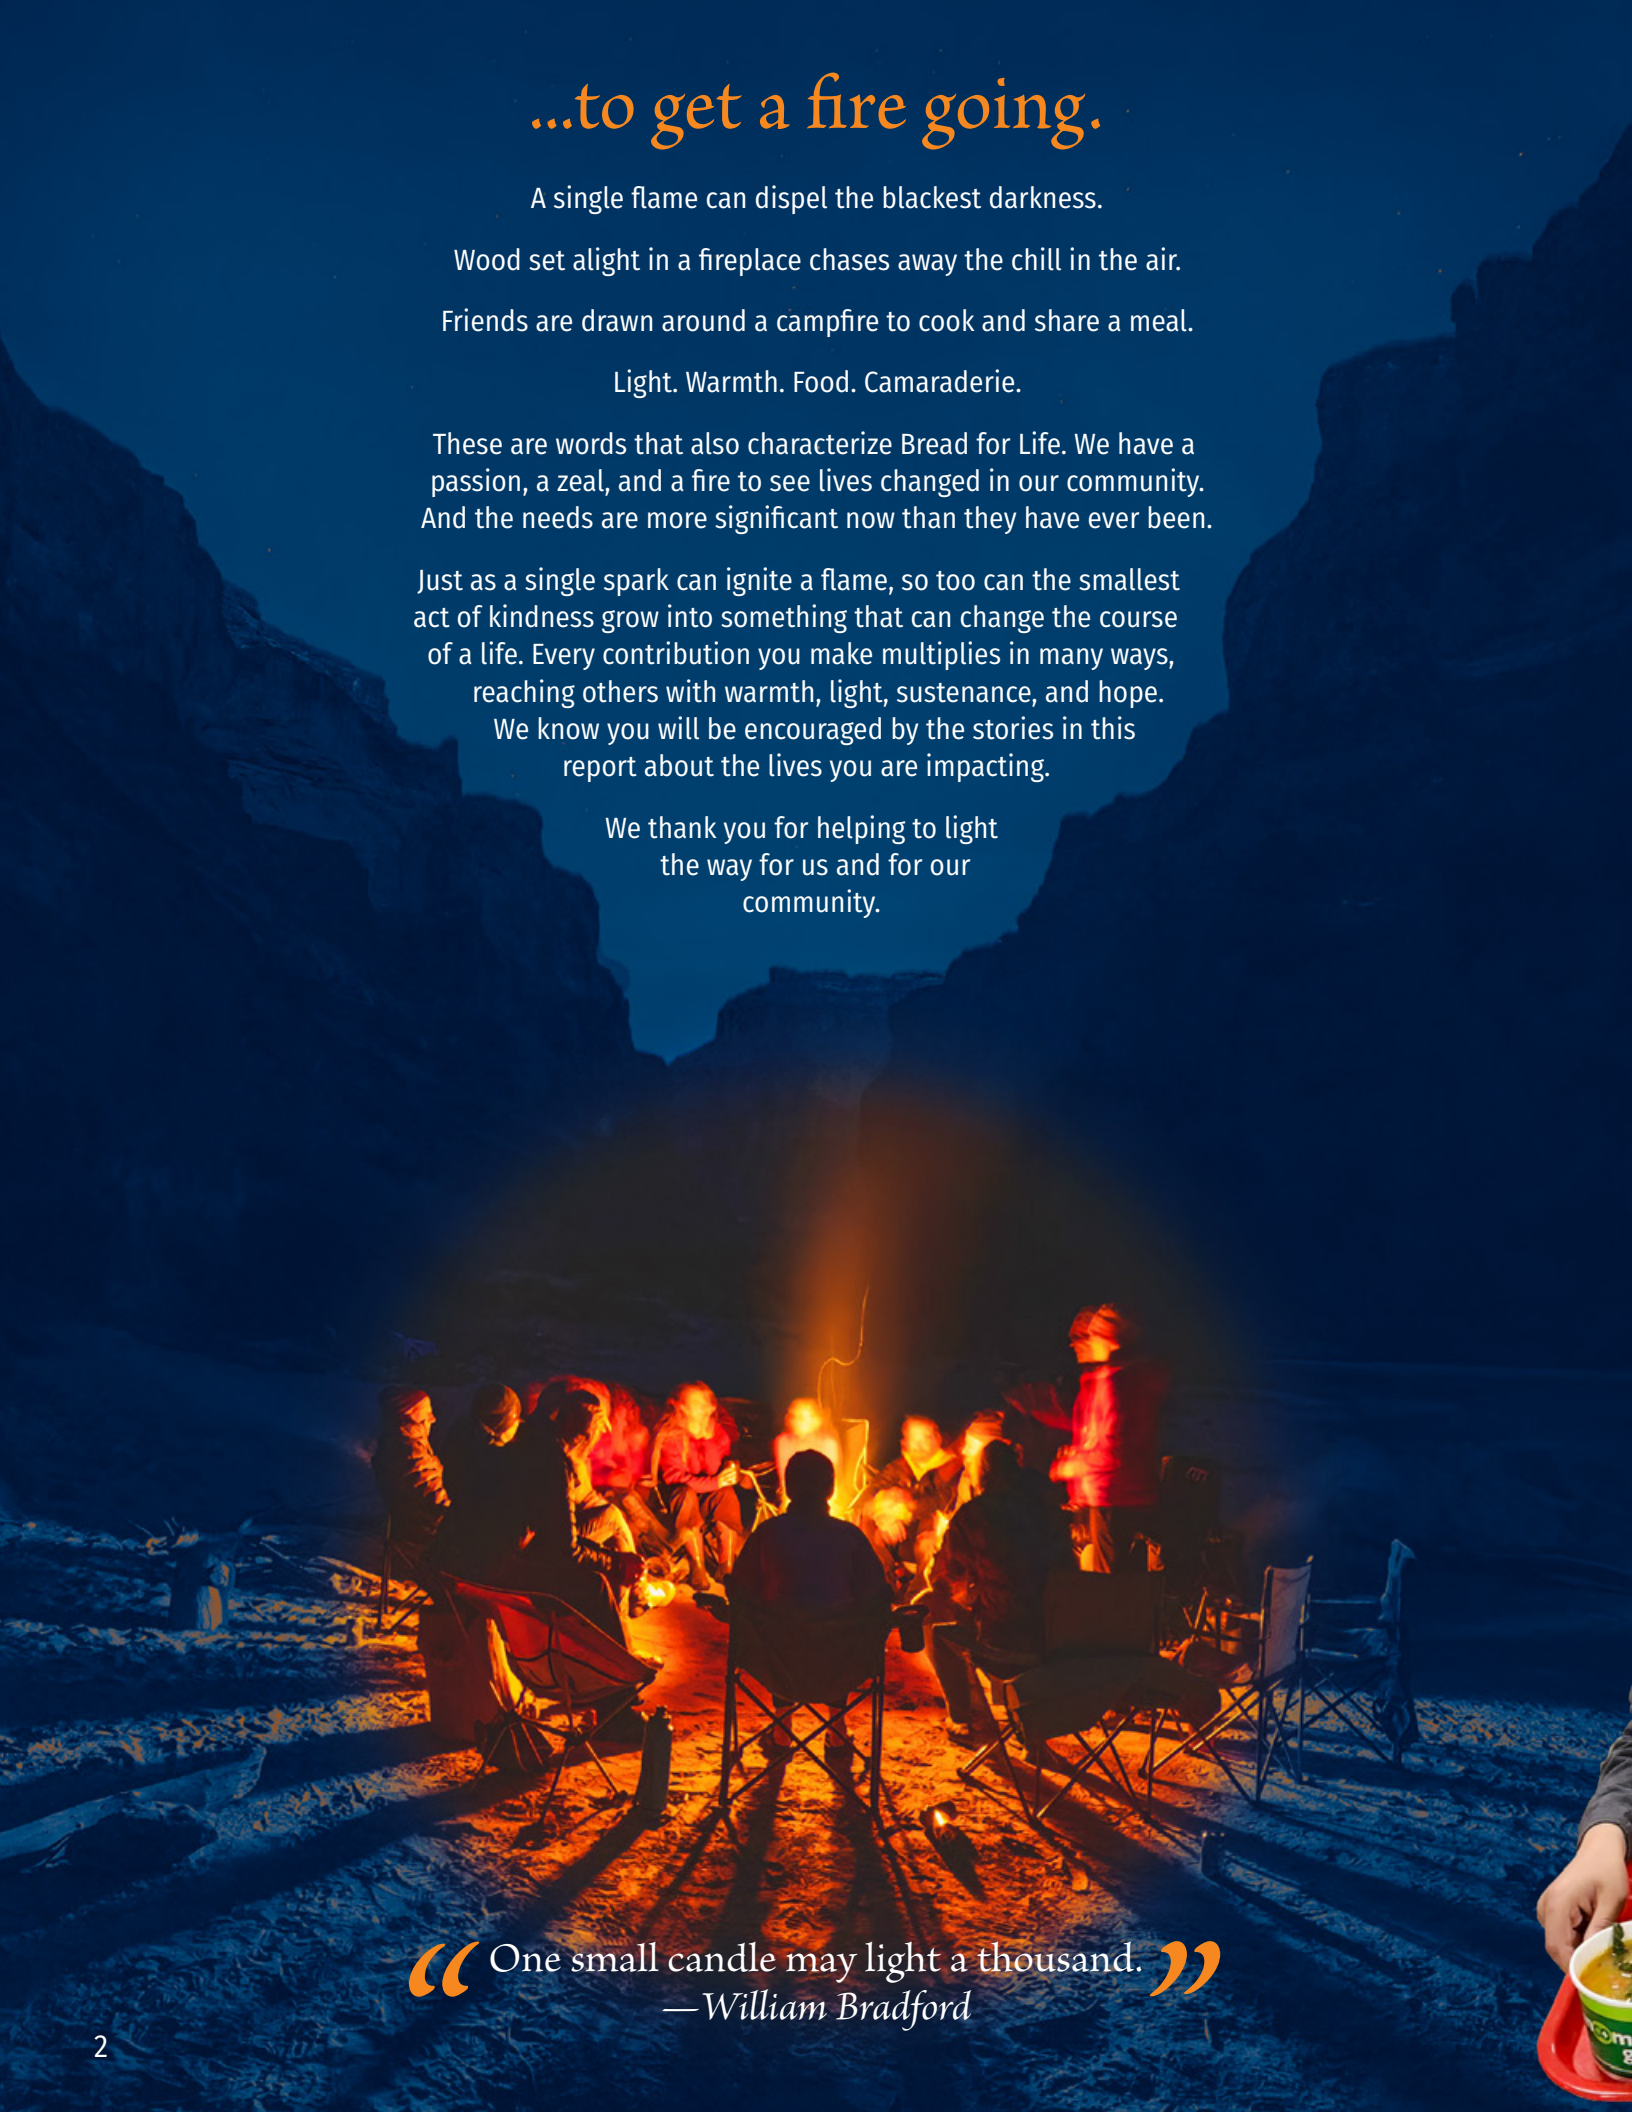 ...to get a fire going.
A single flame can dispel the blackest darkness.
Wood set alight in a fireplace chases away the chill in the air.
Friends are drawn around a campfire to cook and share a meal.
Light. Warmth. Food. Camaraderie.
These are words that also characterize Bread for Life. We have a
passion, a zeal, and a fire to see lives changed in our community.
And the needs are more significant now than they have ever been.
Just as a single spark can ignite a flame, so too can the smallest
act of kindness grow into something that can change the course
of a life. Every contribution you make multiplies in many ways,
reaching others with warmth, light, sustenance, and hope.
We know you will be encouraged by the stories in this
report about the lives you are impacting.
We thank you for helping to light
the way for us and for our
community.
“One small candle may light a thousand.”
—William Bradford
2